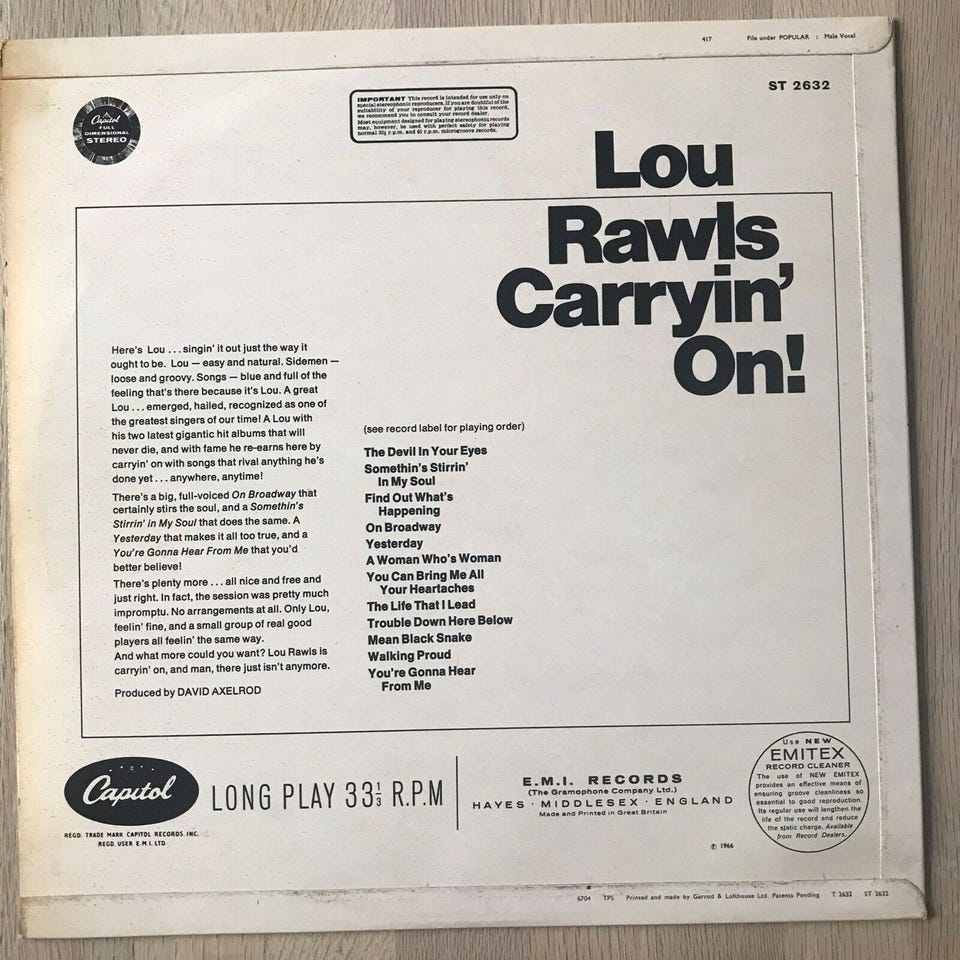 417 File under POPULAR : Male Vocal
ST 2632
Capitol
FULL
DIMENSIONAL
STEREO
IMPORTANT This record is intended for use only on
special stereophonic reproducers. If you are doubtful of the
suitability of your reproducer for playing this record,
we recommend you to consult your record dealer.
Most equipment designed for playing stereophonic records
may, however, be used with perfect safety for playing
normal 33⅓ r.p.m. and 45 r.p.m. microgroove records.
Lou
Rawls
Carryin'
On!
Here's Lou ... singin' it out just the way it
ought to be. Lou — easy and natural. Sidemen —
loose and groovy. Songs — blue and full of the
feeling that's there because it's Lou. A great
Lou ... emerged, hailed, recognized as one of
the greatest singers of our time! A Lou with
his two latest gigantic hit albums that will
never die, and with fame he re-earns here by
carryin' on with songs that rival anything he's
done yet ... anywhere, anytime!
There's a big, full-voiced On Broadway that
certainly stirs the soul, and a Somethin's
Stirrin' in My Soul that does the same. A
Yesterday that makes it all too true, and a
You're Gonna Hear From Me that you'd
better believe!
There's plenty more ... all nice and free and
just right. In fact, the session was pretty much
impromptu. No arrangements at all. Only Lou,
feelin' fine, and a small group of real good
players all feelin' the same way.
And what more could you want? Lou Rawls is
carryin' on, and man, there just isn't anymore.
Produced by DAVID AXELROD
(see record label for playing order)
The Devil In Your Eyes
Somethin's Stirrin'
In My Soul
Find Out What's
Happening
On Broadway
Yesterday
A Woman Who's Woman
You Can Bring Me All
Your Heartaches
The Life That I Lead
Trouble Down Here Below
Mean Black Snake
Walking Proud
You're Gonna Hear
From Me
Capitol
REGD. TRADE MARK CAPITOL RECORDS INC.
REGD. USER E.M.I. LTD.
LONG PLAY 33⅓ R.P.M
E.M.I. RECORDS
(The Gramophone Company Ltd.)
HAYES · MIDDLESEX · ENGLAND
Made and Printed in Great Britain
℗ 1966
Use NEW
EMITEX
RECORD CLEANER
The use of NEW EMITEX
provides an effective means of
ensuring groove cleanliness so
essential to good reproduction.
Its regular use will lengthen the
life of the record and reduce
the static charge. Available
from Record Dealers.
6704 TPS Printed and made by Garrod & Lofthouse Ltd. Patents Pending T 2632 ST 2632